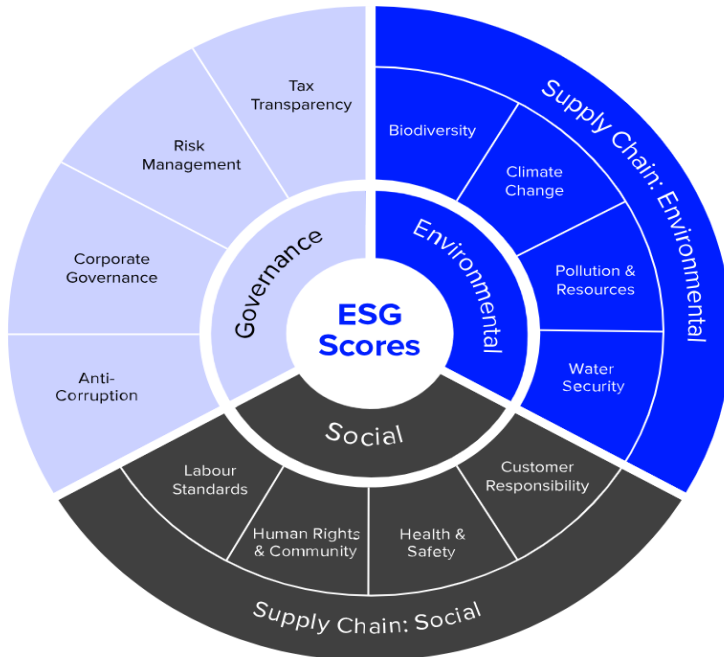 ESG
Scores
Governance
Tax
Transparency
Risk
Management
Corporate
Governance
Anti-
Corruption
Environmental
Biodiversity
Climate
Change
Pollution &
Resources
Water
Security
Supply Chain: Environmental
Social
Labour
Standards
Human Rights
& Community
Health &
Safety
Customer
Responsibility
Supply Chain: Social